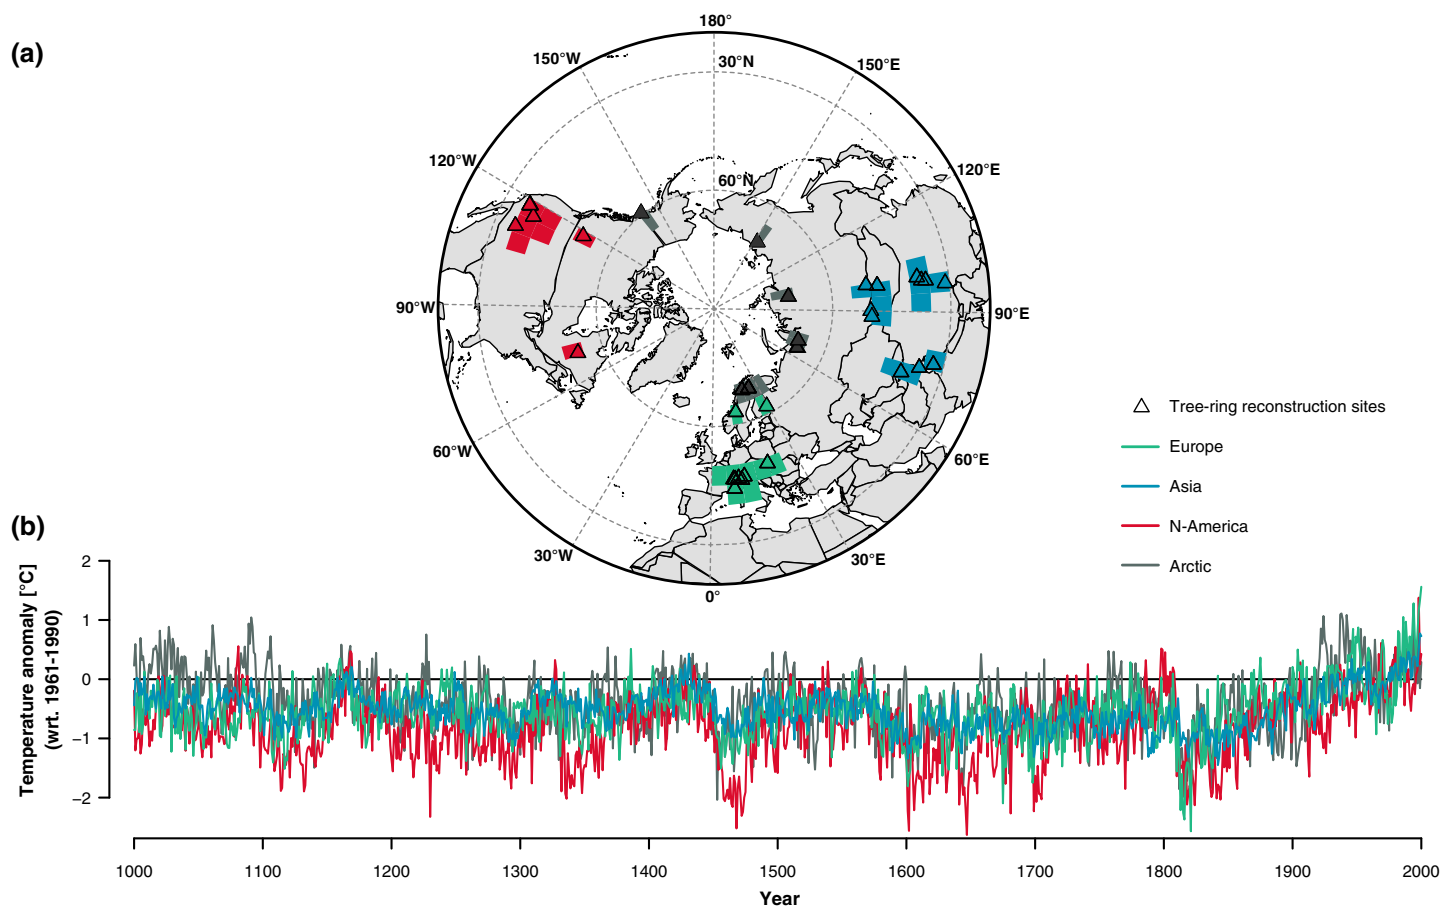 (a)
180°
150°W
30°N
150°E
120°W
60°N
120°E
90°W
90°E
60°W
60°E
30°W
30°E
0°
Tree-ring reconstruction sites
Europe
Asia
N-America
Arctic
(b)
Temperature anomaly [°C]
(wrt. 1961-1990)
2
1
0
−1
−2
1000 1100 1200 1300 1400 1500 1600 1700 1800 1900 2000
Year